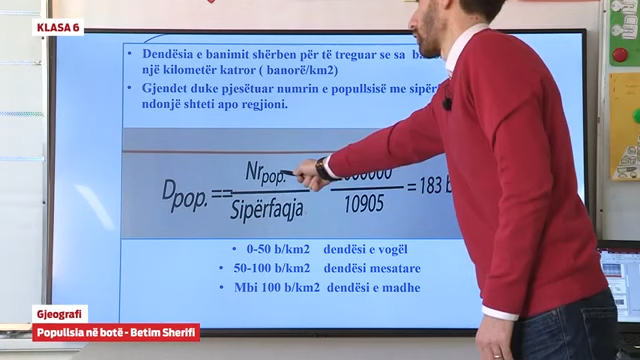 KLASA 6
Dendësia e banimit shërben për të treguar se sa
një kilometër katror ( banorë/km2)
Gjendet duke pjesëtuar numrin e popullsisë me
ndonjë shteti apo regjioni.
Dpop. == Nrpop. = 183
Sipërfaqja 10905
0-50 b/km2 dendësi e vogël
50-100 b/km2 dendësi mesatare
Mbi 100 b/km2 dendësi e madhe
Gjeografi
Popullsia në botë - Betim Sherifi